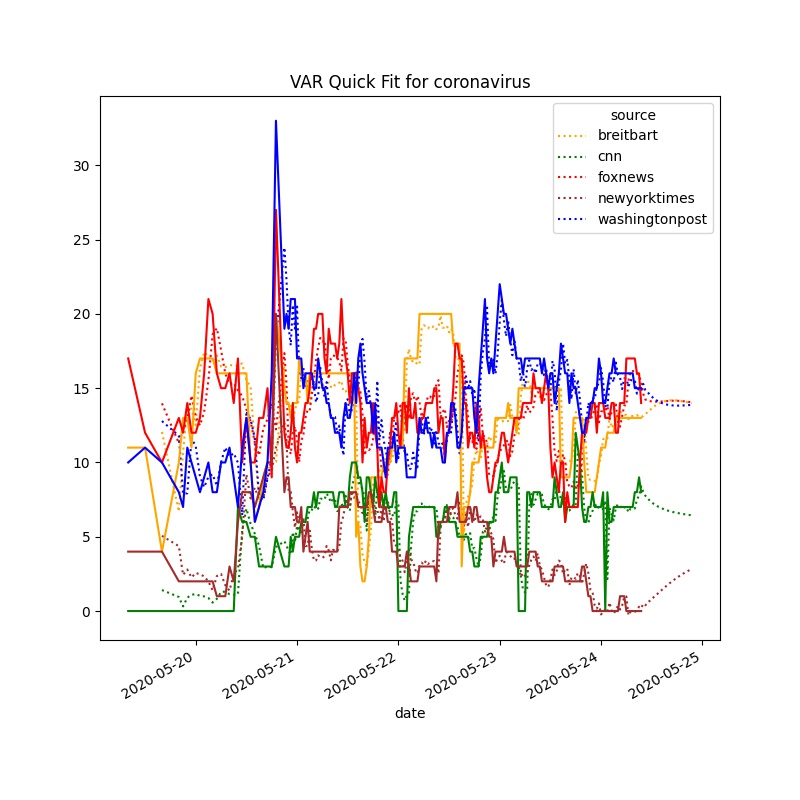 VAR Quick Fit for coronavirus
source
breitbart
cnn
foxnews
newyorktimes
washingtonpost
30
25
20
15
10
5
0
2020-05-20
2020-05-21
2020-05-22
2020-05-23
2020-05-24
2020-05-25
date